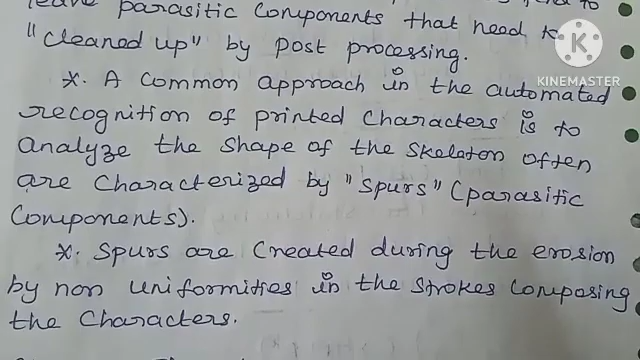 leave parasitic components that need to
"cleaned up" by post processing.
*. A common approach in the automated
recognition of printed characters is to
analyze the shape of the skeleton often
are characterized by "spurs" (parasitic
components).
*. Spurs are created during the erosion
by non uniformities in the strokes composing
the characters.
KINEMASTER